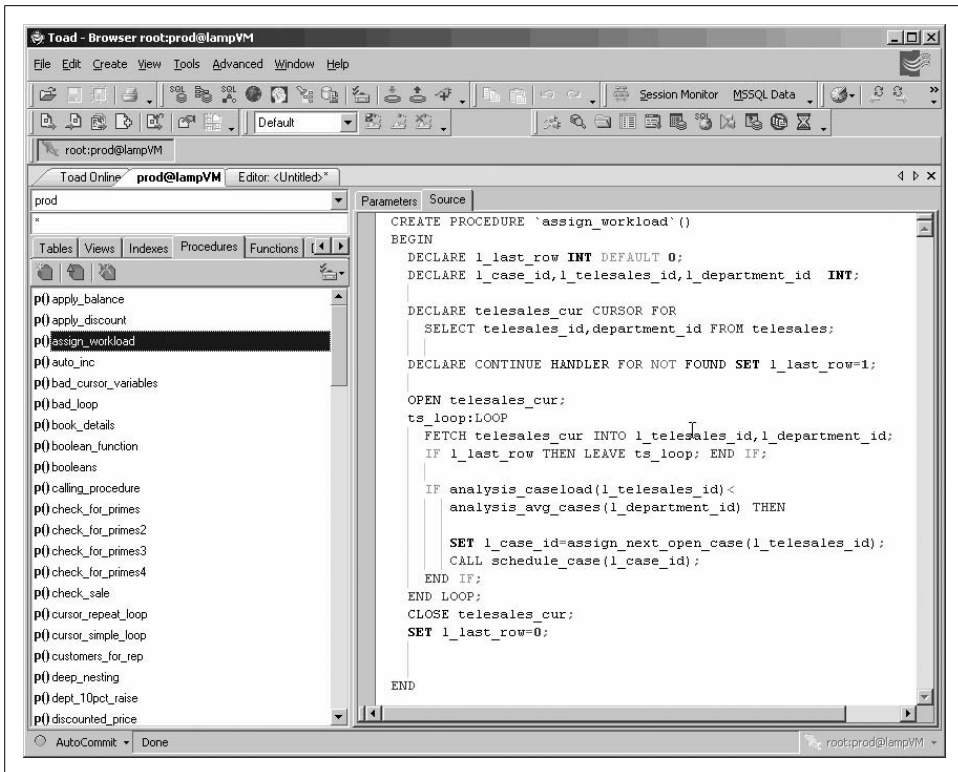 Toad - Browser root:prod@lampVM
File Edit Create View Tools Advanced Window Help
SQL SQL SQL Session Monitor MSSQL Data
Default
root:prod@lampVM
Toad Online prod@lampVM Editor: <Untitled>*
prod
*
Tables Views Indexes Procedures Functions
p() apply_balance
p() apply_discount
p() assign_workload
p() auto_inc
p() bad_cursor_variables
p() bad_loop
p() book_details
p() boolean_function
p() booleans
p() calling_procedure
p() check_for_primes
p() check_for_primes2
p() check_for_primes3
p() check_for_primes4
p() check_sale
p() cursor_repeat_loop
p() cursor_simple_loop
p() customers_for_rep
p() deep_nesting
p() dept_10pct_raise
p() discounted_price
Parameters Source
CREATE PROCEDURE `assign_workload`()
BEGIN
DECLARE l_last_row INT DEFAULT 0;
DECLARE l_case_id,l_telesales_id,l_department_id INT;
DECLARE telesales_cur CURSOR FOR
SELECT telesales_id,department_id FROM telesales;
DECLARE CONTINUE HANDLER FOR NOT FOUND SET l_last_row=1;
OPEN telesales_cur;
ts_loop:LOOP
FETCH telesales_cur INTO l_telesales_id,l_department_id;
IF l_last_row THEN LEAVE ts_loop; END IF;
IF analysis_caseload(l_telesales_id)<
analysis_avg_cases(l_department_id) THEN
SET l_case_id=assign_next_open_case(l_telesales_id);
CALL schedule_case(l_case_id);
END IF;
END LOOP;
CLOSE telesales_cur;
SET l_last_row=0;
END
AutoCommit Done
root:prod@lampVM